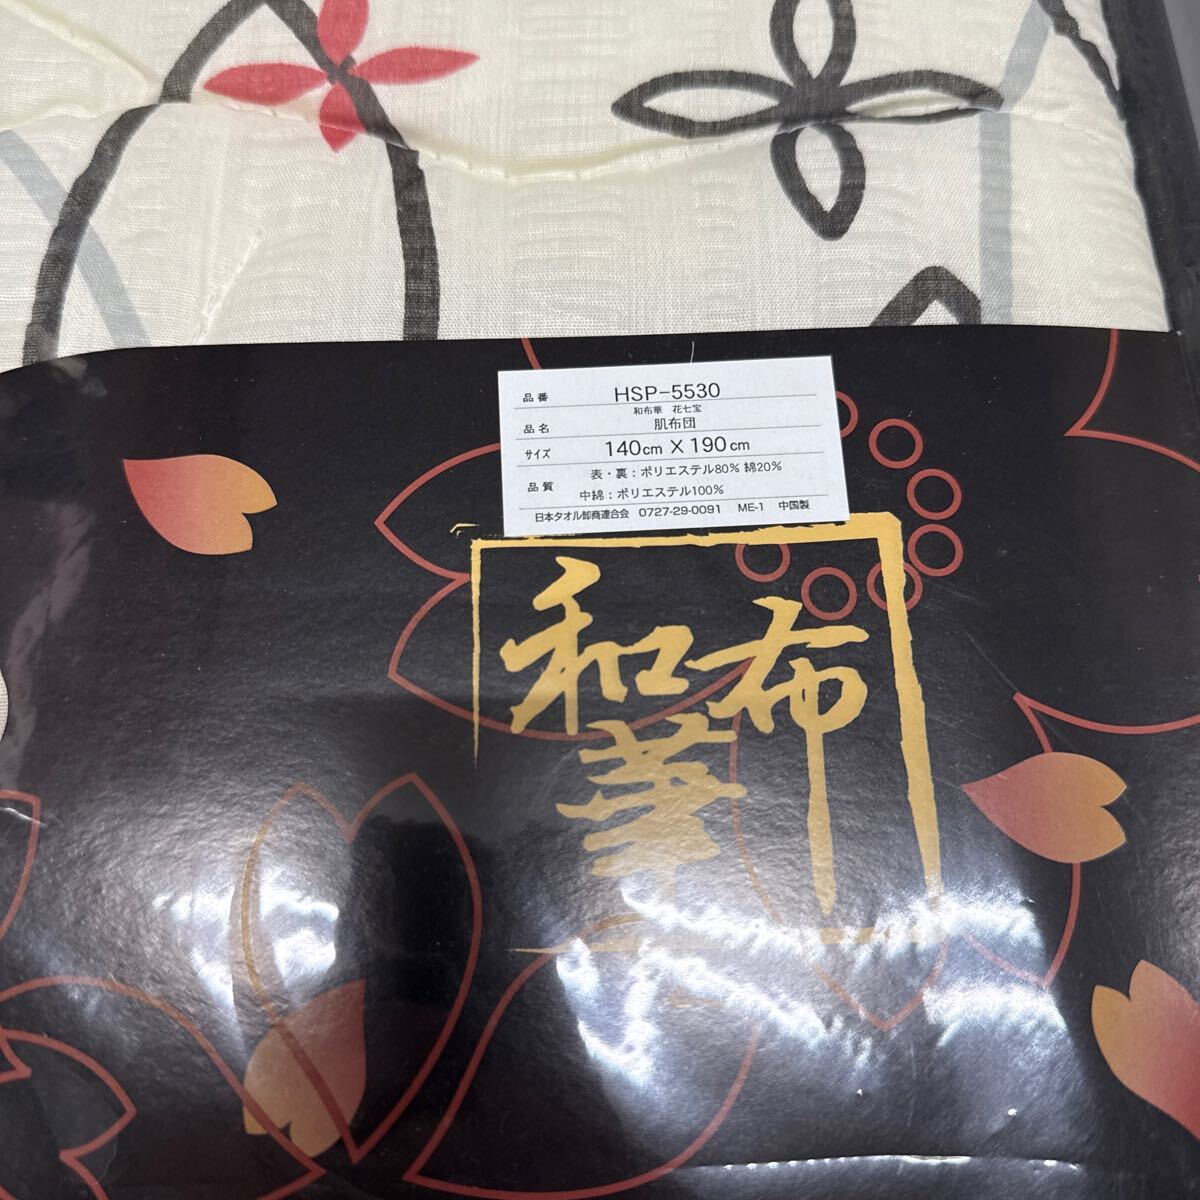 品番 HSP-5530
和布華 花七宝
品名 肌布団
サイズ 140cm X 190cm
品質 表・裏：ポリエステル80% 綿20%
中綿：ポリエステル100%
日本タオル卸商連合会 0727-29-0091 ME-1 中国製
和布
華